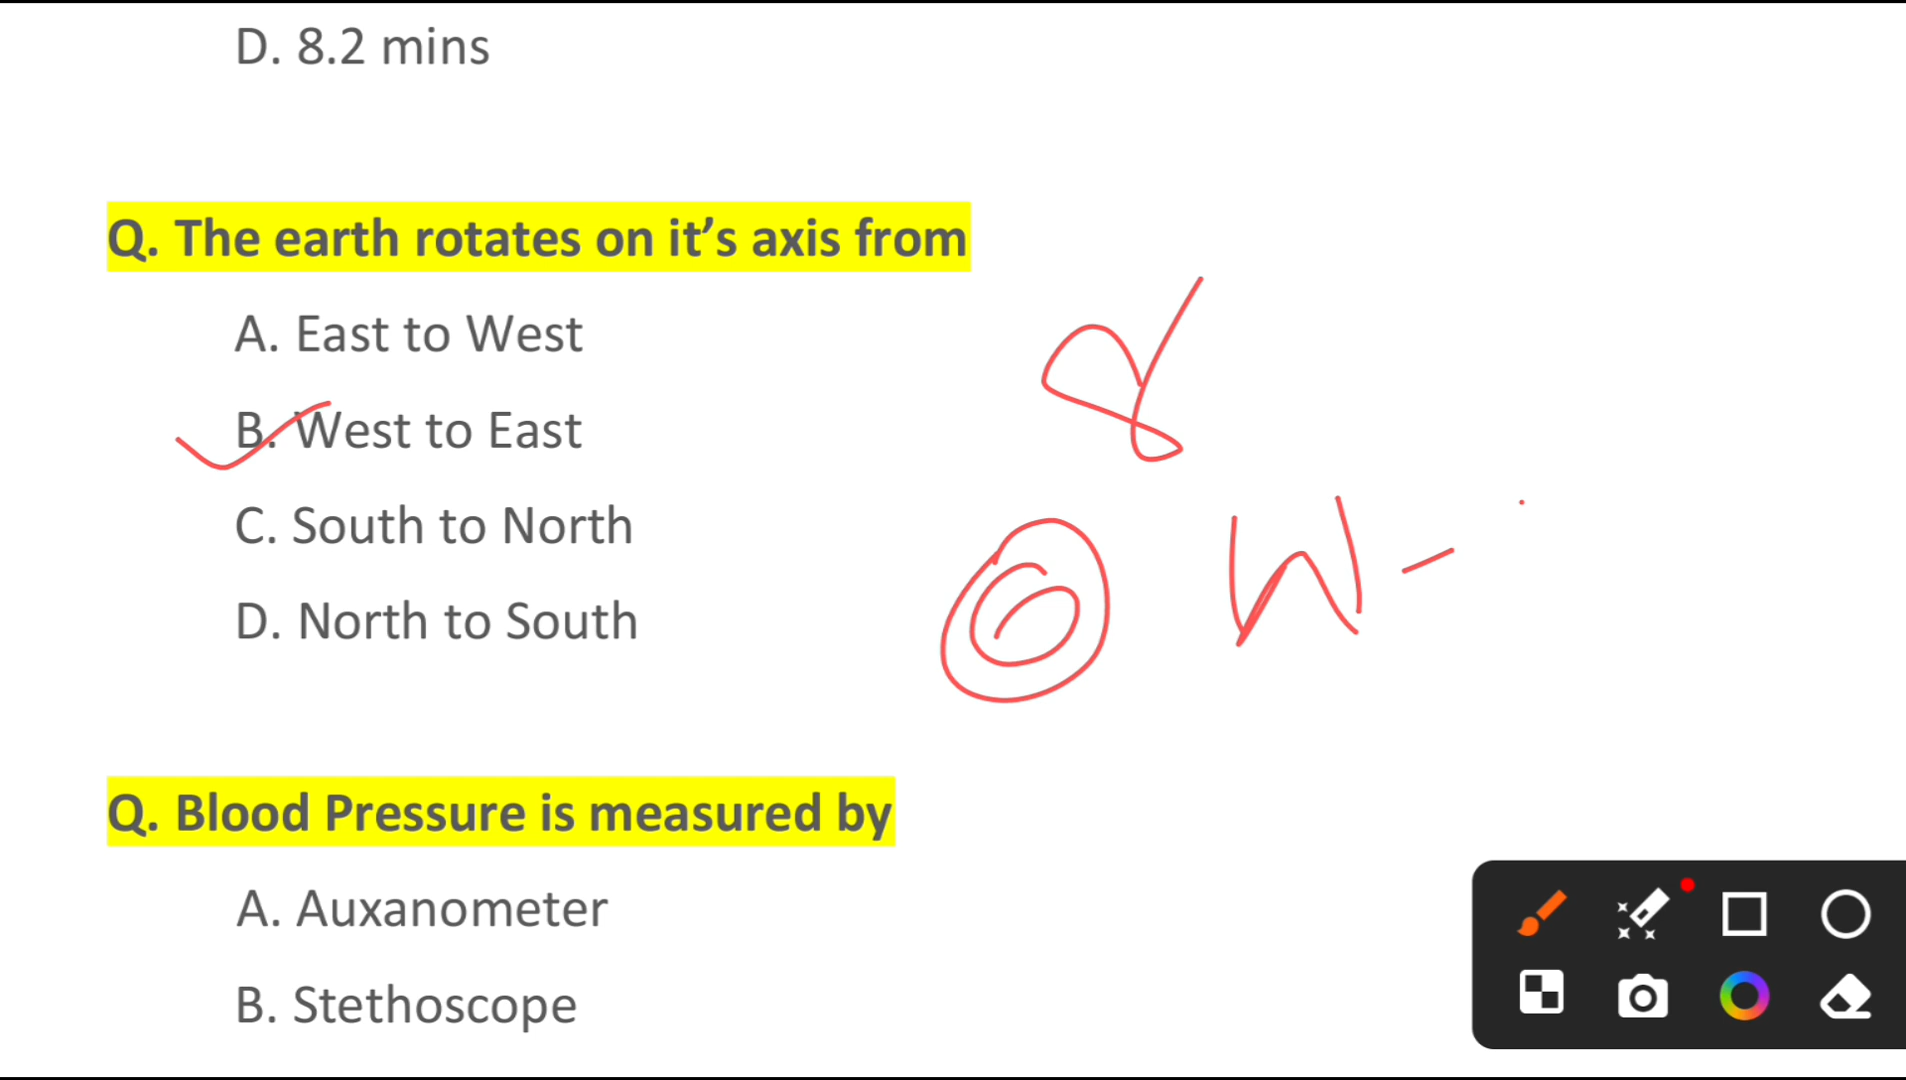 D. 8.2 mins
Q. The earth rotates on it’s axis from
A. East to West
B. West to East
C. South to North
D. North to South
W-
Q. Blood Pressure is measured by
A. Auxanometer
B. Stethoscope